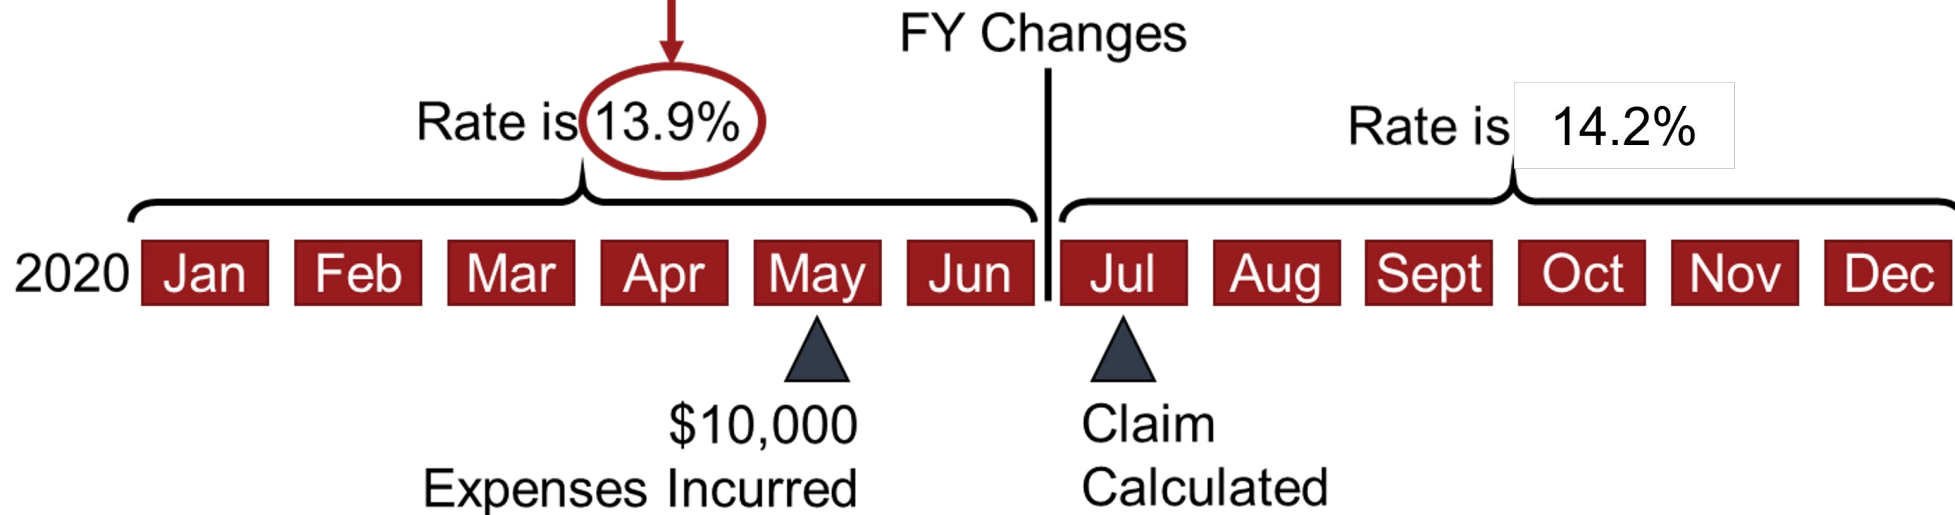 FY Changes
Rate is 13.9%
Rate is 14.2%
2020 Jan Feb Mar Apr May Jun Jul Aug Sept Oct Nov Dec
$10,000
Expenses Incurred
Claim
Calculated